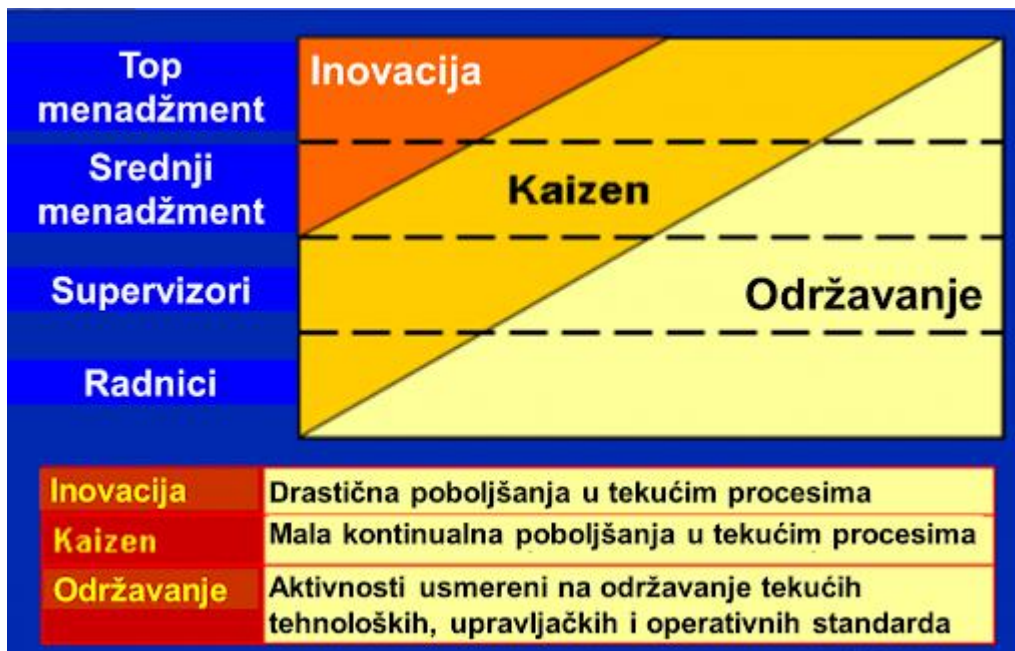 Top
menadžment
Inovacija
Srednji
menadžment
Kaizen
Supervizori
Održavanje
Radnici
Inovacija
Drastična poboljšanja u tekućim procesima
Kaizen
Mala kontinualna poboljšanja u tekućim procesima
Održavanje
Aktivnosti usmereni na održavanje tekućih
tehnoloških, upravljačkih i operativnih standarda